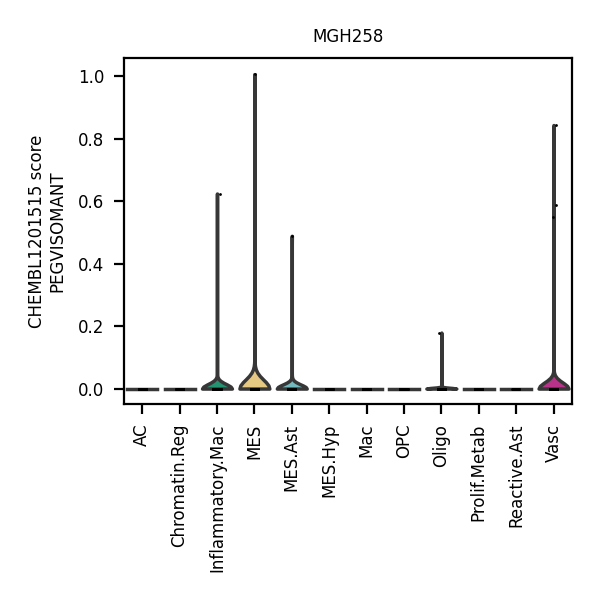 MGH258
CHEMBL1201515 score
PEGVISOMANT
1.0
0.8
0.6
0.4
0.2
0.0
AC
Chromatin.Reg
Inflammatory.Mac
MES
MES.Ast
MES.Hyp
Mac
OPC
Oligo
Prolif.Metab
Reactive.Ast
Vasc